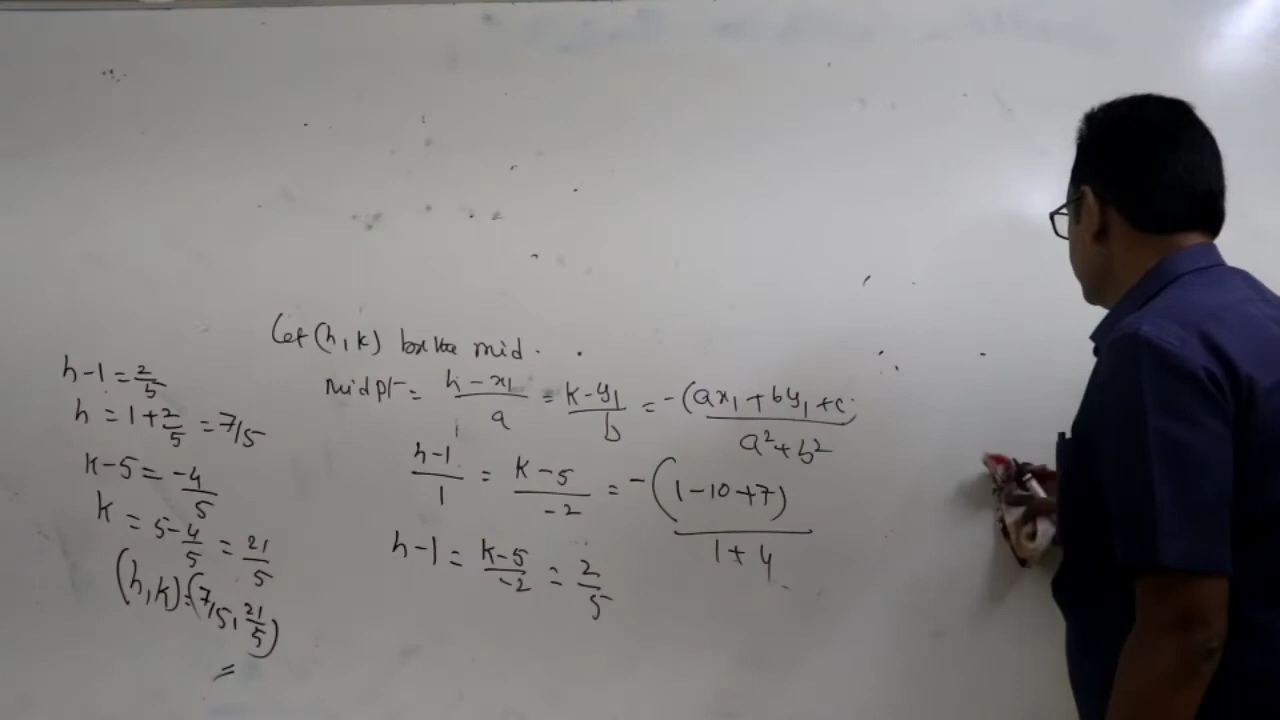 Let (h, k) be the mid.
mid pt = h - x₁/a = k - y₁/b = -(ax₁ + by₁ + c)/a² + b²
h-1/1 = k-5/-2 = -(1-10+7)/1+4
h-1 = k-5/-2 = 2/5
h-1 = 2/5
h = 1+2/5 = 7/5
k-5 = -4/5
k = 5-4/5 = 21/5
(h, k) = (7/5, 21/5)